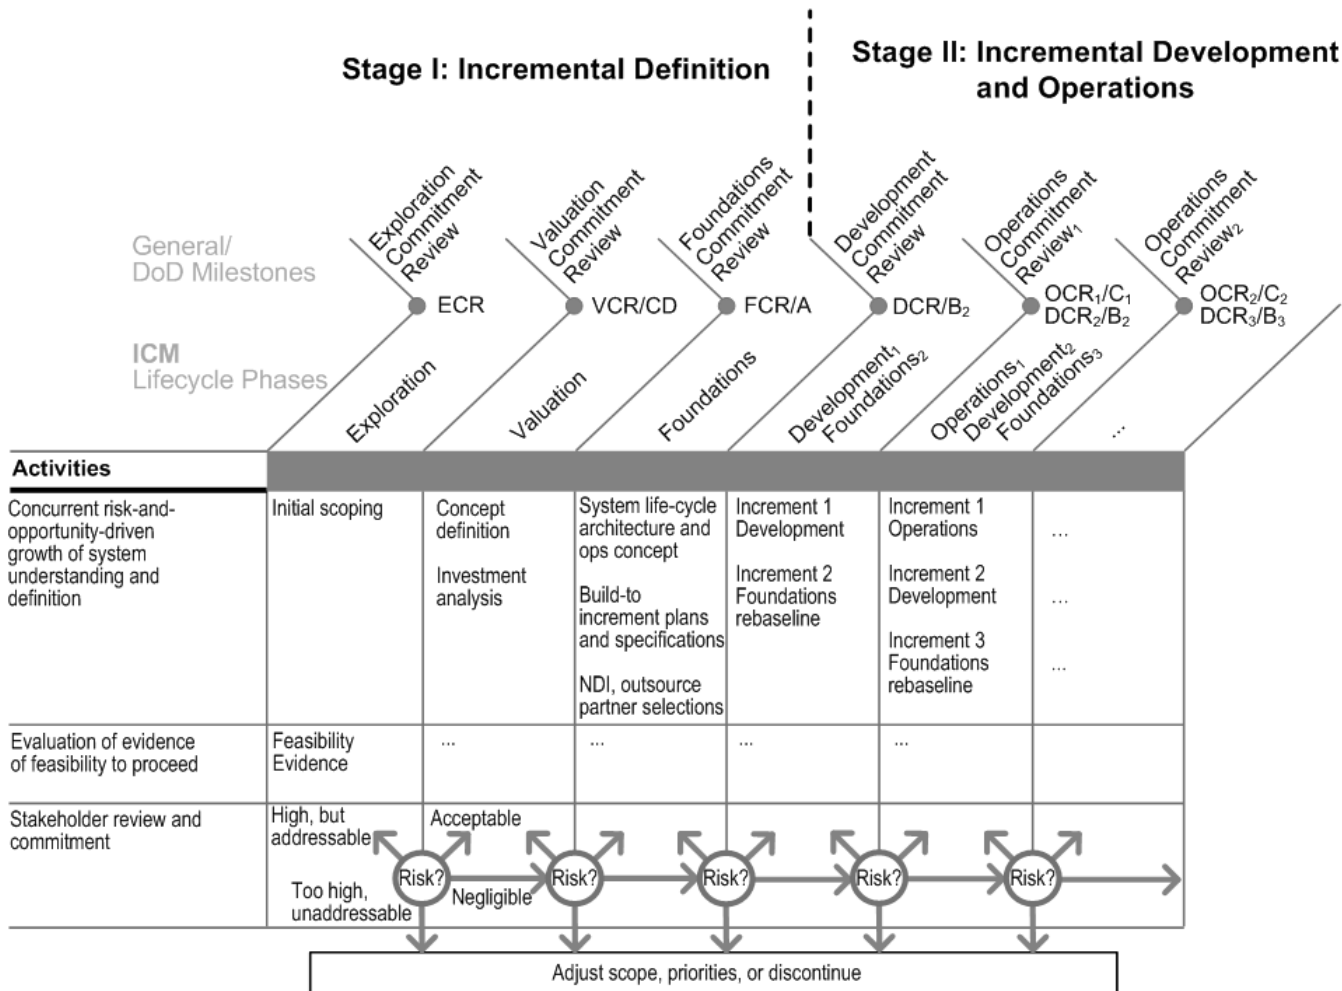 Stage I: Incremental Definition
Stage II: Incremental Development
and Operations
General/
DoD Milestones
Exploration
Commitment
Review
Valuation
Commitment
Review
Foundations
Commitment
Review
Development
Commitment
Review
Operations
Commitment
Review₁
Operations
Commitment
Review₂
ECR
VCR/CD
FCR/A
DCR/B₂
OCR₁/C₁
DCR₂/B₂
OCR₂/C₂
DCR₃/B₃
ICM
Lifecycle Phases
Exploration
Valuation
Foundations
Development₁
Foundations₂
Operations₁
Development₂
Foundations₃
...
Activities
Concurrent risk-and-
opportunity-driven
growth of system
understanding and
definition
Initial scoping
Concept
definition
Investment
analysis
System life-cycle
architecture and
ops concept
Build-to
increment plans
and specifications
NDI, outsource
partner selections
Increment 1
Development
Increment 2
Foundations
rebaseline
Increment 1
Operations
Increment 2
Development
Increment 3
Foundations
rebaseline
...
...
...
Evaluation of evidence
of feasibility to proceed
Feasibility
Evidence
...
...
...
...
Stakeholder review and
commitment
High, but
addressable
Acceptable
Too high,
unaddressable
Negligible
Risk?
Risk?
Risk?
Risk?
Risk?
Adjust scope, priorities, or discontinue